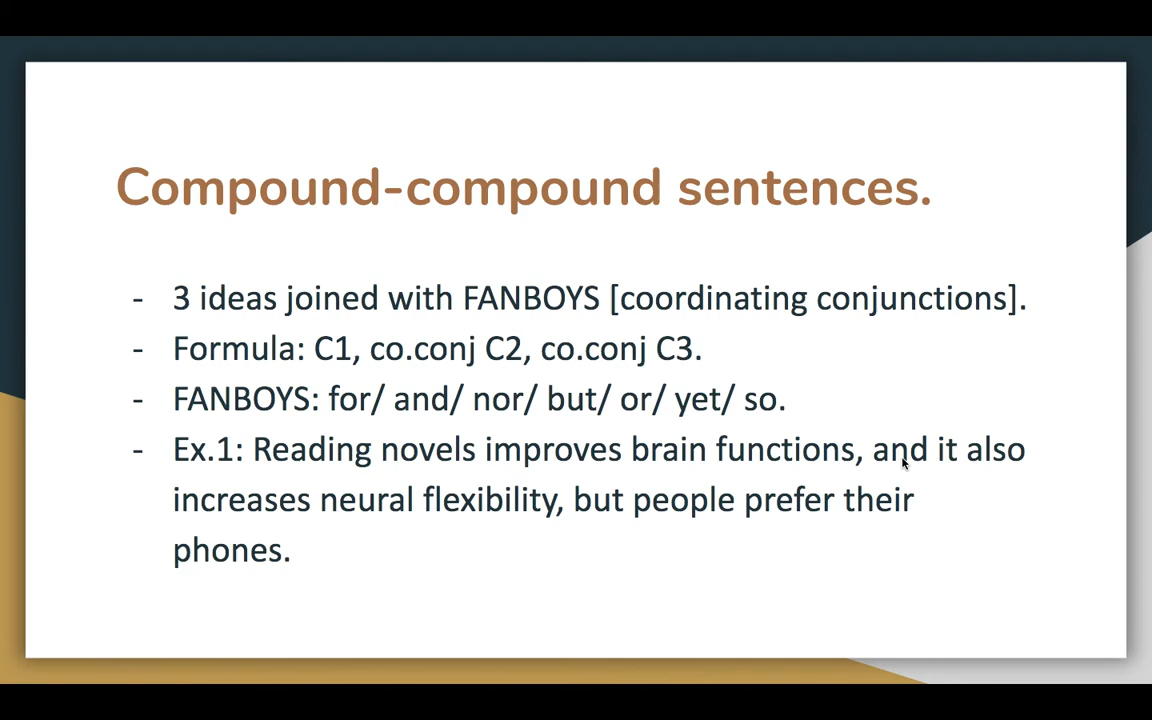 Compound-compound sentences.
- 3 ideas joined with FANBOYS [coordinating conjunctions].
- Formula: C1, co.conj C2, co.conj C3.
- FANBOYS: for/ and/ nor/ but/ or/ yet/ so.
- Ex.1: Reading novels improves brain functions, and it also
increases neural flexibility, but people prefer their
phones.